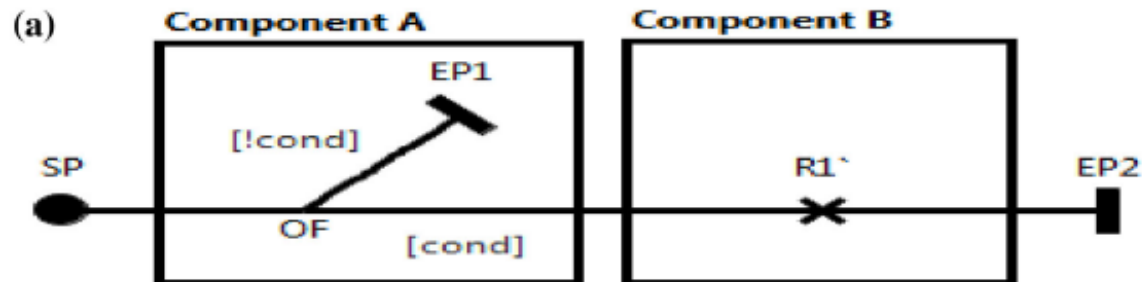 (a)
Component A
Component B
EP1
[!cond]
SP
R1`
EP2
OF
[cond]